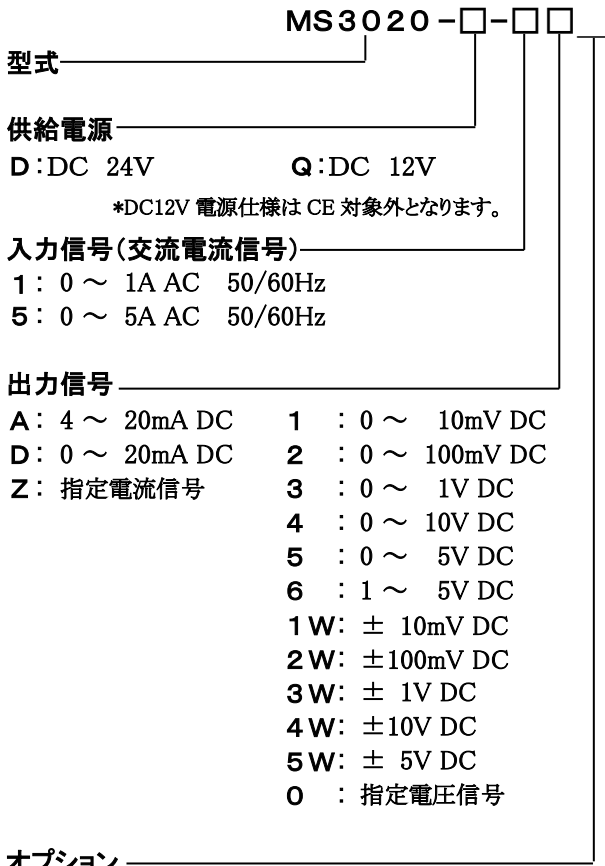 MS3020-□-□□
型式
供給電源
D:DC 24V Q:DC 12V
*DC12V 電源仕様は CE 対象外となります。
入力信号(交流電流信号)
1: 0 ～ 1A AC 50/60Hz
5: 0 ～ 5A AC 50/60Hz
出力信号
A: 4 ～ 20mA DC 1 : 0 ～ 10mV DC
D: 0 ～ 20mA DC 2 : 0 ～ 100mV DC
Z: 指定電流信号 3 : 0 ～ 1V DC
4 : 0 ～ 10V DC
5 : 0 ～ 5V DC
6 : 1 ～ 5V DC
1W: ± 10mV DC
2W: ±100mV DC
3W: ± 1V DC
4W: ±10V DC
5W: ± 5V DC
0 : 指定電圧信号
オプション